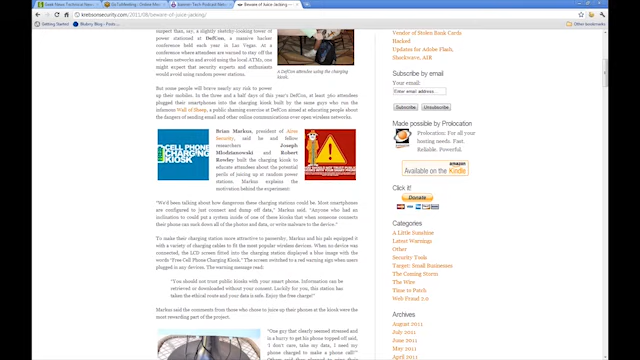 Geek News Technical News
GoToMeeting - Online Me
Beware of Juice-Jacking
krebsonsecurity.com/2011/08/beware-of-juice-jacking/
Getting Started
Blubrry Blog Posts
Other bookmarks
suspect than, say, a slightly sketchy-looking tower of
power stationed at DefCon, a massive hacker
conference held each year in Las Vegas. At a
conference where attendees are warned to stay off the
wireless networks and avoid using the local ATMs, one
might expect that security experts and enthusiasts
would avoid using random power stations.
A DefCon attendee using the charging
kiosk.
But some people will brave nearly any risk to power
up their mobiles. In the three and a half days of this year's DefCon, at least 360 attendees
plugged their smartphones into the charging kiosk built by the same guys who run the
infamous Wall of Sheep, a public shaming exercise at DefCon aimed at educating people about
the dangers of sending email and other online communications over open wireless networks.
CELL PHONE
CHARGING
KIOSK
Brian Markus, president of Aires
Security, said he and fellow
researchers Joseph
Mlodzianowski and Robert
Rowley built the charging kiosk to
educate attendees about the potential
perils of juicing up at random power
stations. Markus explains the
motivation behind the experiment:
"We'd been talking about how dangerous these charging stations could be. Most smartphones
are configured to just connect and dump off data," Markus said. "Anyone who had an
inclination to could put a system inside of one of these kiosks that when someone connects
their phone can suck down all of the photos and data, or write malware to the device."
To make their charging station more attractive to passersby, Markus and his pals equipped it
with a variety of charging cables to fit the most popular wireless devices. When no device was
connected, the LCD screen fitted into the charging station displayed a blue image with the
words "Free Cell Phone Charging Kiosk." The screen switched to a red warning sign when users
plugged in any devices. The warning message read:
"You should not trust public kiosks with your smart phone. Information can be
retrieved or downloaded without your consent. Luckily for you, this station has
taken the ethical route and your data is safe. Enjoy the free charge!"
Markus said the comments from those who chose to juice up their phones at the kiosk were the
most rewarding part of the project.
"One guy that clearly seemed stressed and
in a hurry to get his phone topped off said,
'I don't care, take my data, I need my
phone charged to make a phone call!'"
Vendor of Stolen Bank Cards
Hacked
Updates for Adobe Flash,
Shockwave, AIR
Subscribe by email
Your email:
Enter email address...
Subscribe
Unsubscribe
Made possible by Prolocation
Prolocation: For all your
hosting needs: Fast.
Reliable. Powerful.
amazon
Available on the Kindle
Click it!
Donate
Categories
A Little Sunshine
Latest Warnings
Other
Security Tools
Target: Small Businesses
The Coming Storm
The Wire
Time to Patch
Web Fraud 2.0
August 2011
July 2011
June 2011
May 2011
April 2011